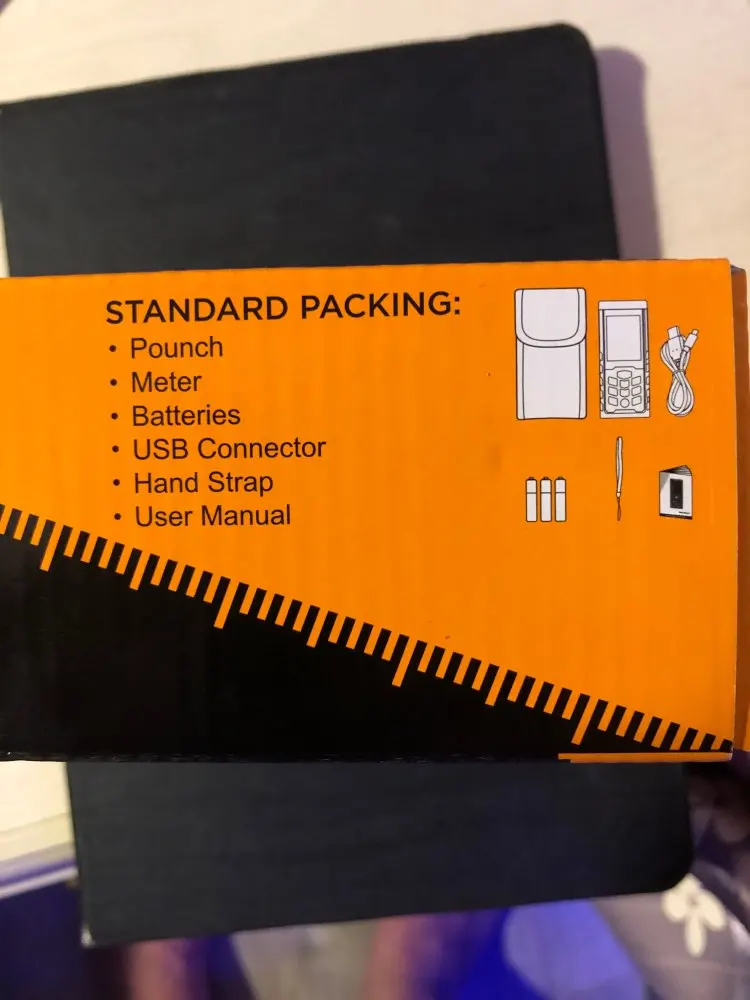 STANDARD PACKING:
• Pounch
• Meter
• Batteries
• USB Connector
• Hand Strap
• User Manual